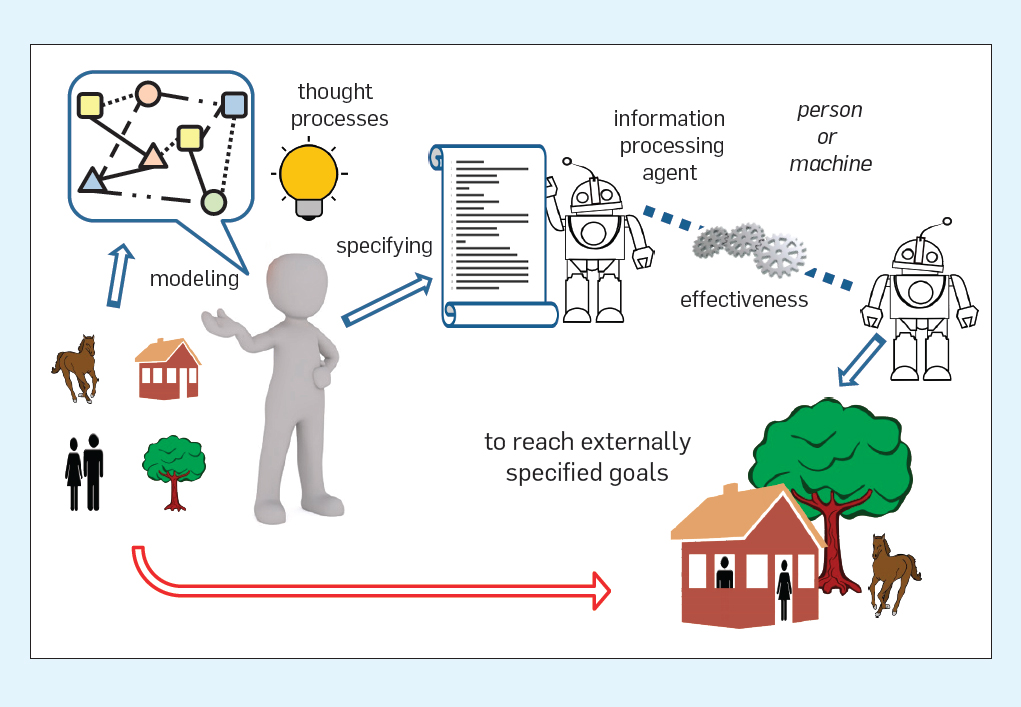 thought
processes
information
processing
agent
person
or
machine
specifying
modeling
effectiveness
to reach externally
specified goals